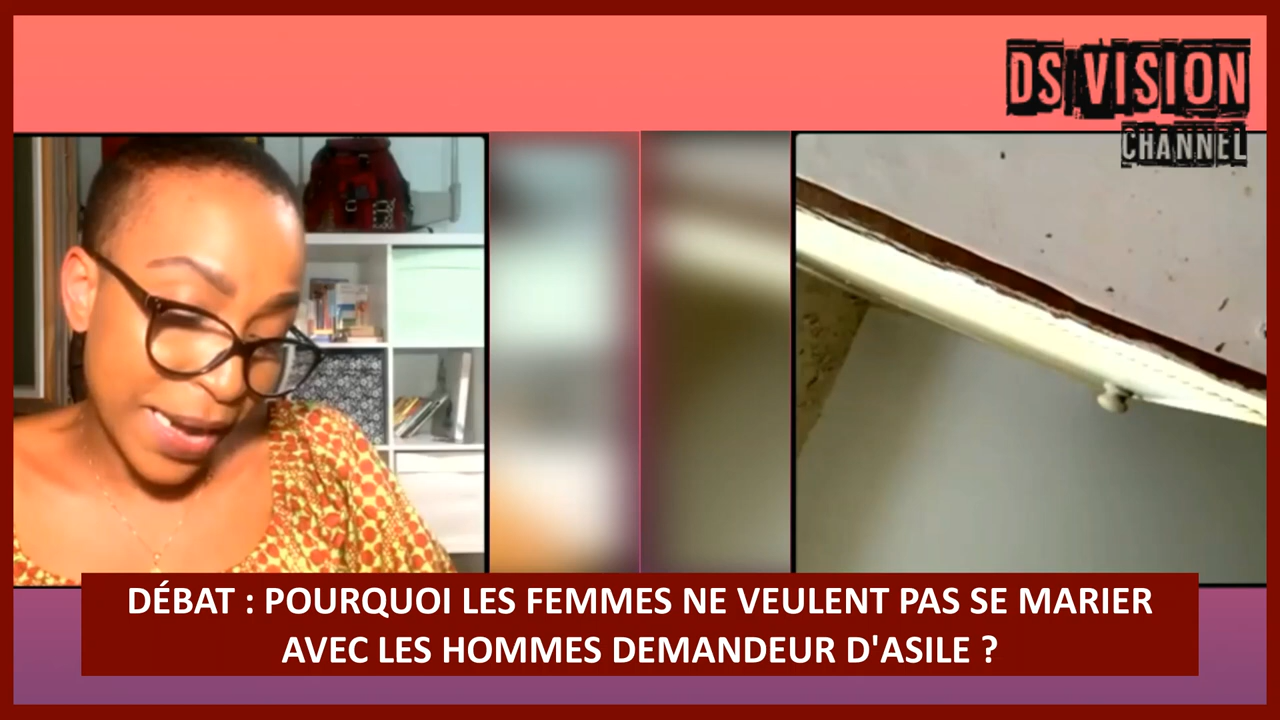 DS VISION
CHANNEL
DÉBAT : POURQUOI LES FEMMES NE VEULENT PAS SE MARIER
AVEC LES HOMMES DEMANDEUR D'ASILE ?